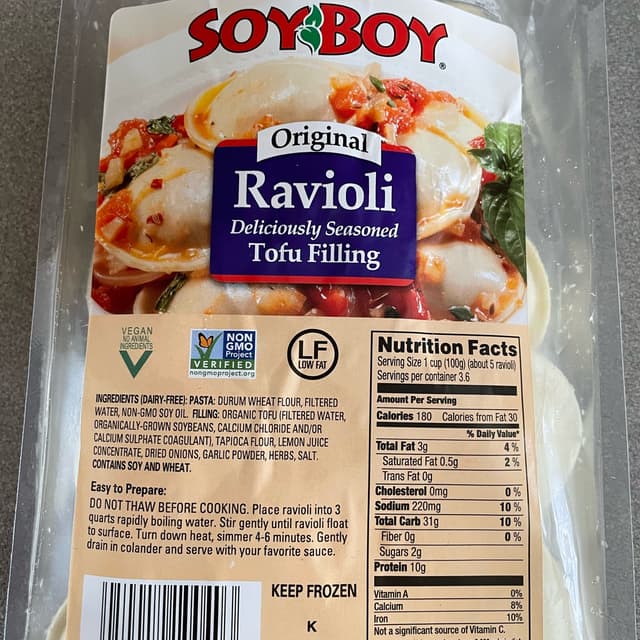 SOYBOY®
Original
Ravioli
Deliciously Seasoned
Tofu Filling
VEGAN
NO ANIMAL
INGREDIENTS
V
NON
GMO
Project
VERIFIED
nongmoproject.org
LF
LOW FAT
INGREDIENTS (DAIRY-FREE): PASTA: DURUM WHEAT FLOUR, FILTERED
WATER, NON-GMO SOY OIL. FILLING: ORGANIC TOFU (FILTERED WATER,
ORGANICALLY-GROWN SOYBEANS, CALCIUM CHLORIDE AND/OR
CALCIUM SULPHATE COAGULANT), TAPIOCA FLOUR, LEMON JUICE
CONCENTRATE, DRIED ONIONS, GARLIC POWDER, HERBS, SALT.
CONTAINS SOY AND WHEAT.
Easy to Prepare:
DO NOT THAW BEFORE COOKING. Place ravioli into 3
quarts rapidly boiling water. Stir gently until ravioli float
to surface. Turn down heat, simmer 4-6 minutes. Gently
drain in colander and serve with your favorite sauce.
KEEP FROZEN
K
Nutrition Facts
Serving Size 1 cup (100g) (about 5 ravioli)
Servings per container 3.6
Amount Per Serving
Calories 180 Calories from Fat 30
% Daily Value*
Total Fat 3g 4%
Saturated Fat 0.5g 2%
Trans Fat 0g
Cholesterol 0mg 0%
Sodium 220mg 10%
Total Carb 31g 10%
Fiber 0g 0%
Sugars 2g
Protein 10g
Vitamin A 0%
Calcium 8%
Iron 10%
Not a significant source of Vitamin C.